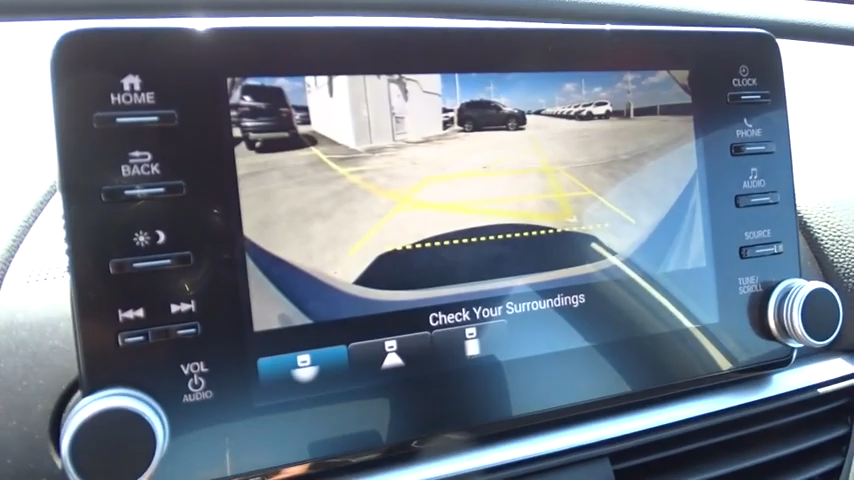 HOME
BACK
VOL
AUDIO
Check Your Surroundings
CLOCK
PHONE
AUDIO
SOURCE
TUNE/
SCROLL